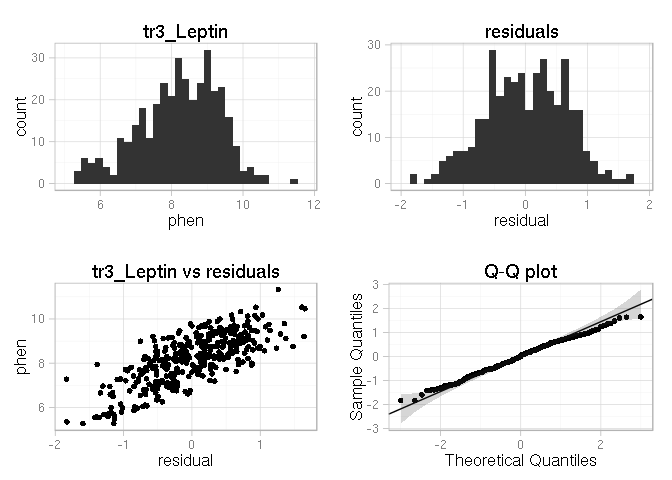 tr3_Leptin
count
30
20
10
0
6
8
10
12
phen
residuals
count
30
20
10
0
-2
-1
0
1
2
residual
tr3_Leptin vs residuals
phen
10
8
6
-2
-1
0
1
residual
Q-Q plot
Sample Quantiles
3
2
1
0
-1
-2
-3
-2
0
2
Theoretical Quantiles